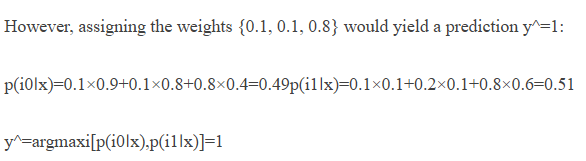 However, assigning the weights {0.1, 0.1, 0.8} would yield a prediction y^=1:
p(i0|x)=0.1×0.9+0.1×0.8+0.8×0.4=0.49p(i1|x)=0.1×0.1+0.2×0.1+0.8×0.6=0.51
y^=argmaxi[p(i0|x),p(i1|x)]=1